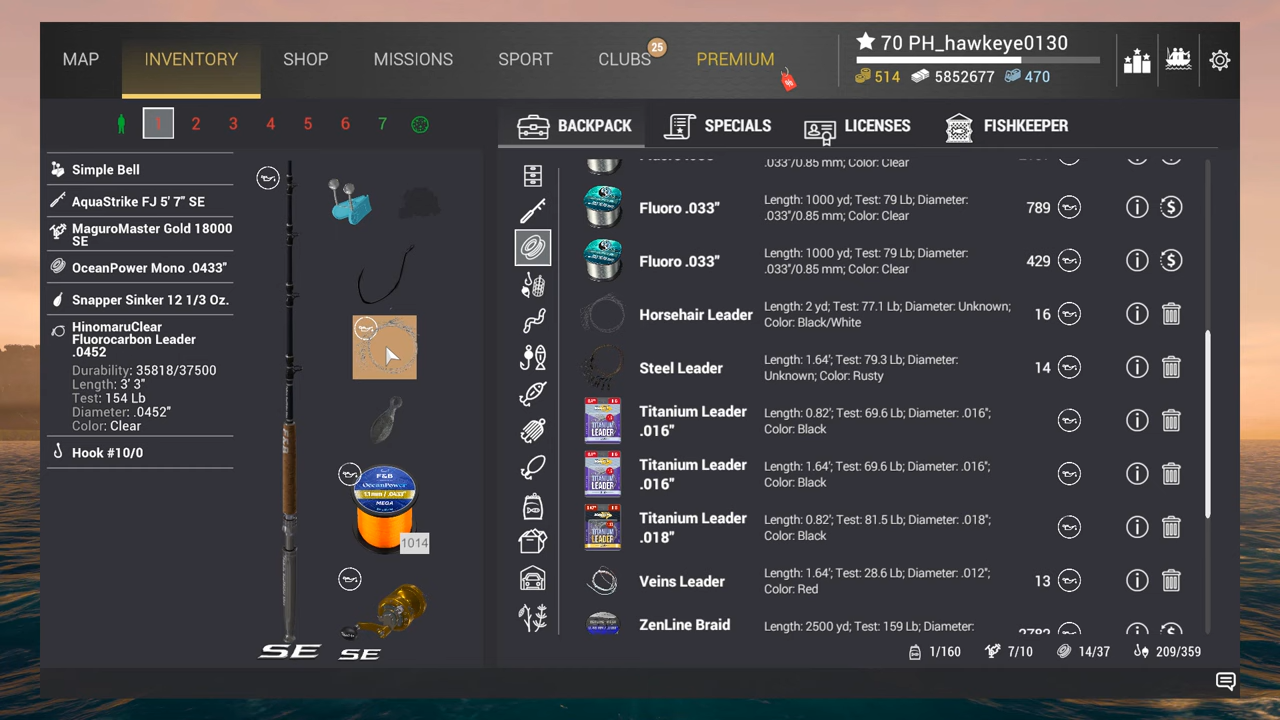 MAP INVENTORY SHOP MISSIONS SPORT CLUBS 25 PREMIUM
70 PH_hawkeye0130
514 5852677 470
1 2 3 4 5 6 7
BACKPACK SPECIALS LICENSES FISHKEEPER
Simple Bell
AquaStrike FJ 5' 7" SE
MaguroMaster Gold 18000
SE
OceanPower Mono .0433"
Snapper Sinker 12 1/3 Oz.
HinomaruClear
Fluorocarbon Leader
.0452
Durability: 35818/37500
Length: 3' 3"
Test: 154 Lb
Diameter: .0452"
Color: Clear
Hook #10/0
F&B
OceanPower
1.1 mm / .0433"
MEGA
1014
SE SE
.033"/0.85 mm; Color: Clear
Fluoro .033" Length: 1000 yd; Test: 79 Lb; Diameter: 789
.033"/0.85 mm; Color: Clear
Fluoro .033" Length: 1000 yd; Test: 79 Lb; Diameter: 429
.033"/0.85 mm; Color: Clear
Horsehair Leader Length: 2 yd; Test: 77.1 Lb; Diameter: Unknown; 16
Color: Black/White
Steel Leader Length: 1.64'; Test: 79.3 Lb; Diameter: 14
Unknown; Color: Rusty
Titanium Leader Length: 0.82'; Test: 69.6 Lb; Diameter: .016";
.016" Color: Black
Titanium Leader Length: 1.64'; Test: 69.6 Lb; Diameter: .016";
.016" Color: Black
Titanium Leader Length: 0.82'; Test: 81.5 Lb; Diameter: .018";
.018" Color: Black
Veins Leader Length: 1.64'; Test: 28.6 Lb; Diameter: .012"; 13
Color: Red
ZenLine Braid Length: 2500 yd; Test: 159 Lb; Diameter:
1/160 7/10 14/37 209/359